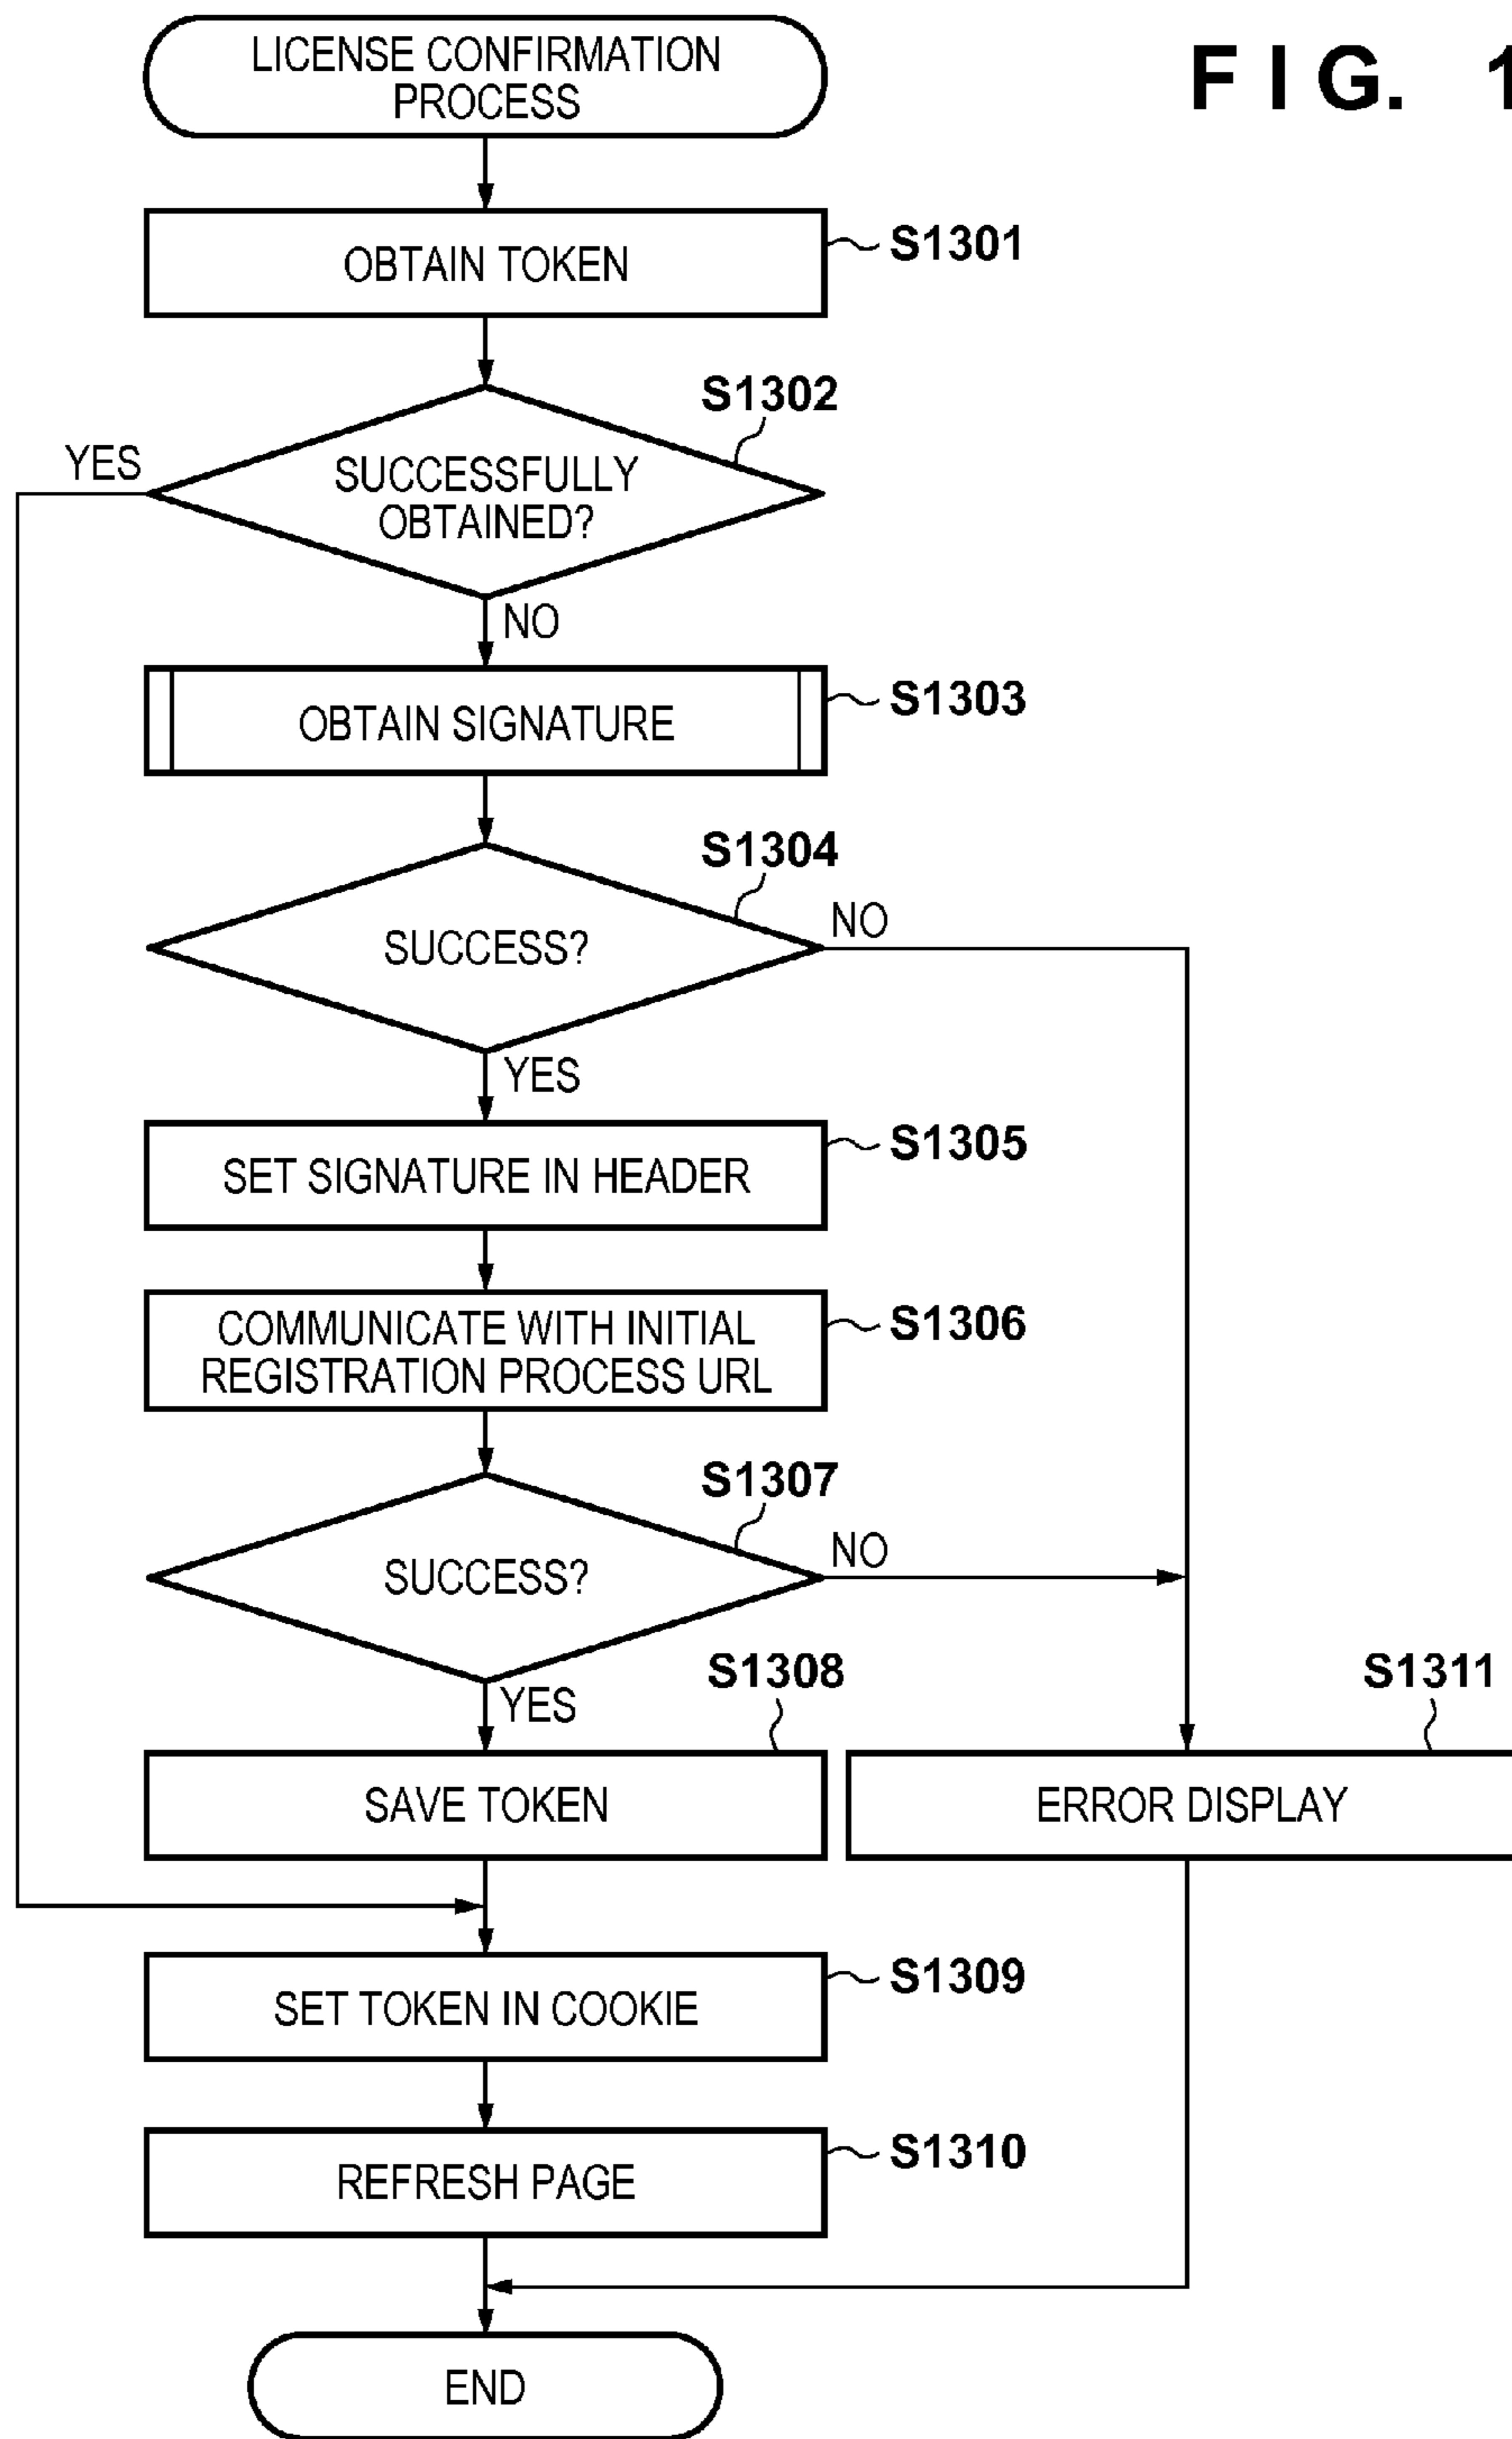 LICENSE CONFIRMATION
PROCESS
F I G. 1
OBTAIN TOKEN
S1301
S1302
YES
SUCCESSFULLY
OBTAINED?
NO
OBTAIN SIGNATURE
S1303
S1304
SUCCESS?
NO
YES
SET SIGNATURE IN HEADER
S1305
COMMUNICATE WITH INITIAL
REGISTRATION PROCESS URL
S1306
S1307
SUCCESS?
NO
YES
S1308
S1311
SAVE TOKEN
ERROR DISPLAY
SET TOKEN IN COOKIE
S1309
REFRESH PAGE
S1310
END